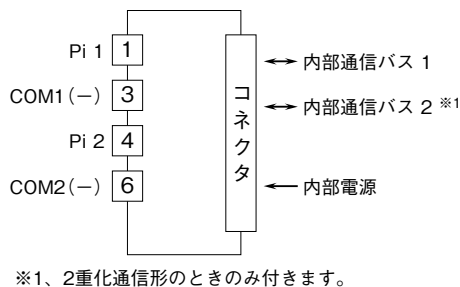 Pi 1 1
COM1(−) 3
Pi 2 4
COM2(−) 6
コネクタ
内部通信バス 1
内部通信バス 2 ※1
内部電源
※1、2重化通信形のときのみ付きます。